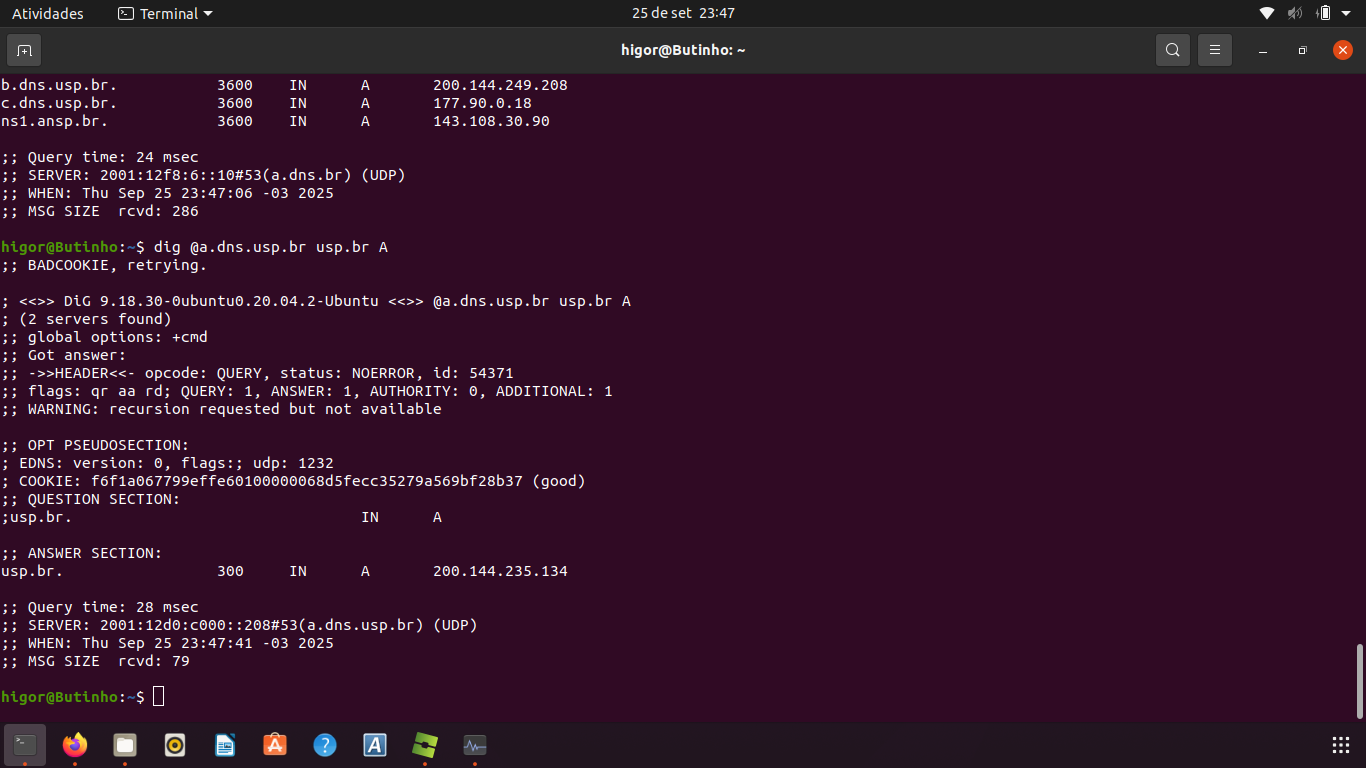 Atividades Terminal 25 de set 23:47
higor@Butinho: ~
b.dns.usp.br. 3600 IN A 200.144.249.208
c.dns.usp.br. 3600 IN A 177.90.0.18
ns1.ansp.br. 3600 IN A 143.108.30.90
;; Query time: 24 msec
;; SERVER: 2001:12f8:6::10#53(a.dns.br) (UDP)
;; WHEN: Thu Sep 25 23:47:06 -03 2025
;; MSG SIZE  rcvd: 286
higor@Butinho:~$ dig @a.dns.usp.br usp.br A
;; BADCOOKIE, retrying.
; <<>> DiG 9.18.30-0ubuntu0.20.04.2-Ubuntu <<>> @a.dns.usp.br usp.br A
; (2 servers found)
;; global options: +cmd
;; Got answer:
;; ->>HEADER<<- opcode: QUERY, status: NOERROR, id: 54371
;; flags: qr aa rd; QUERY: 1, ANSWER: 1, AUTHORITY: 0, ADDITIONAL: 1
;; WARNING: recursion requested but not available
;; OPT PSEUDOSECTION:
; EDNS: version: 0, flags:; udp: 1232
; COOKIE: f6f1a067799effe60100000068d5fecc35279a569bf28b37 (good)
;; QUESTION SECTION:
;usp.br. IN A
;; ANSWER SECTION:
usp.br. 300 IN A 200.144.235.134
;; Query time: 28 msec
;; SERVER: 2001:12d0:c000::208#53(a.dns.usp.br) (UDP)
;; WHEN: Thu Sep 25 23:47:41 -03 2025
;; MSG SIZE  rcvd: 79
higor@Butinho:~$